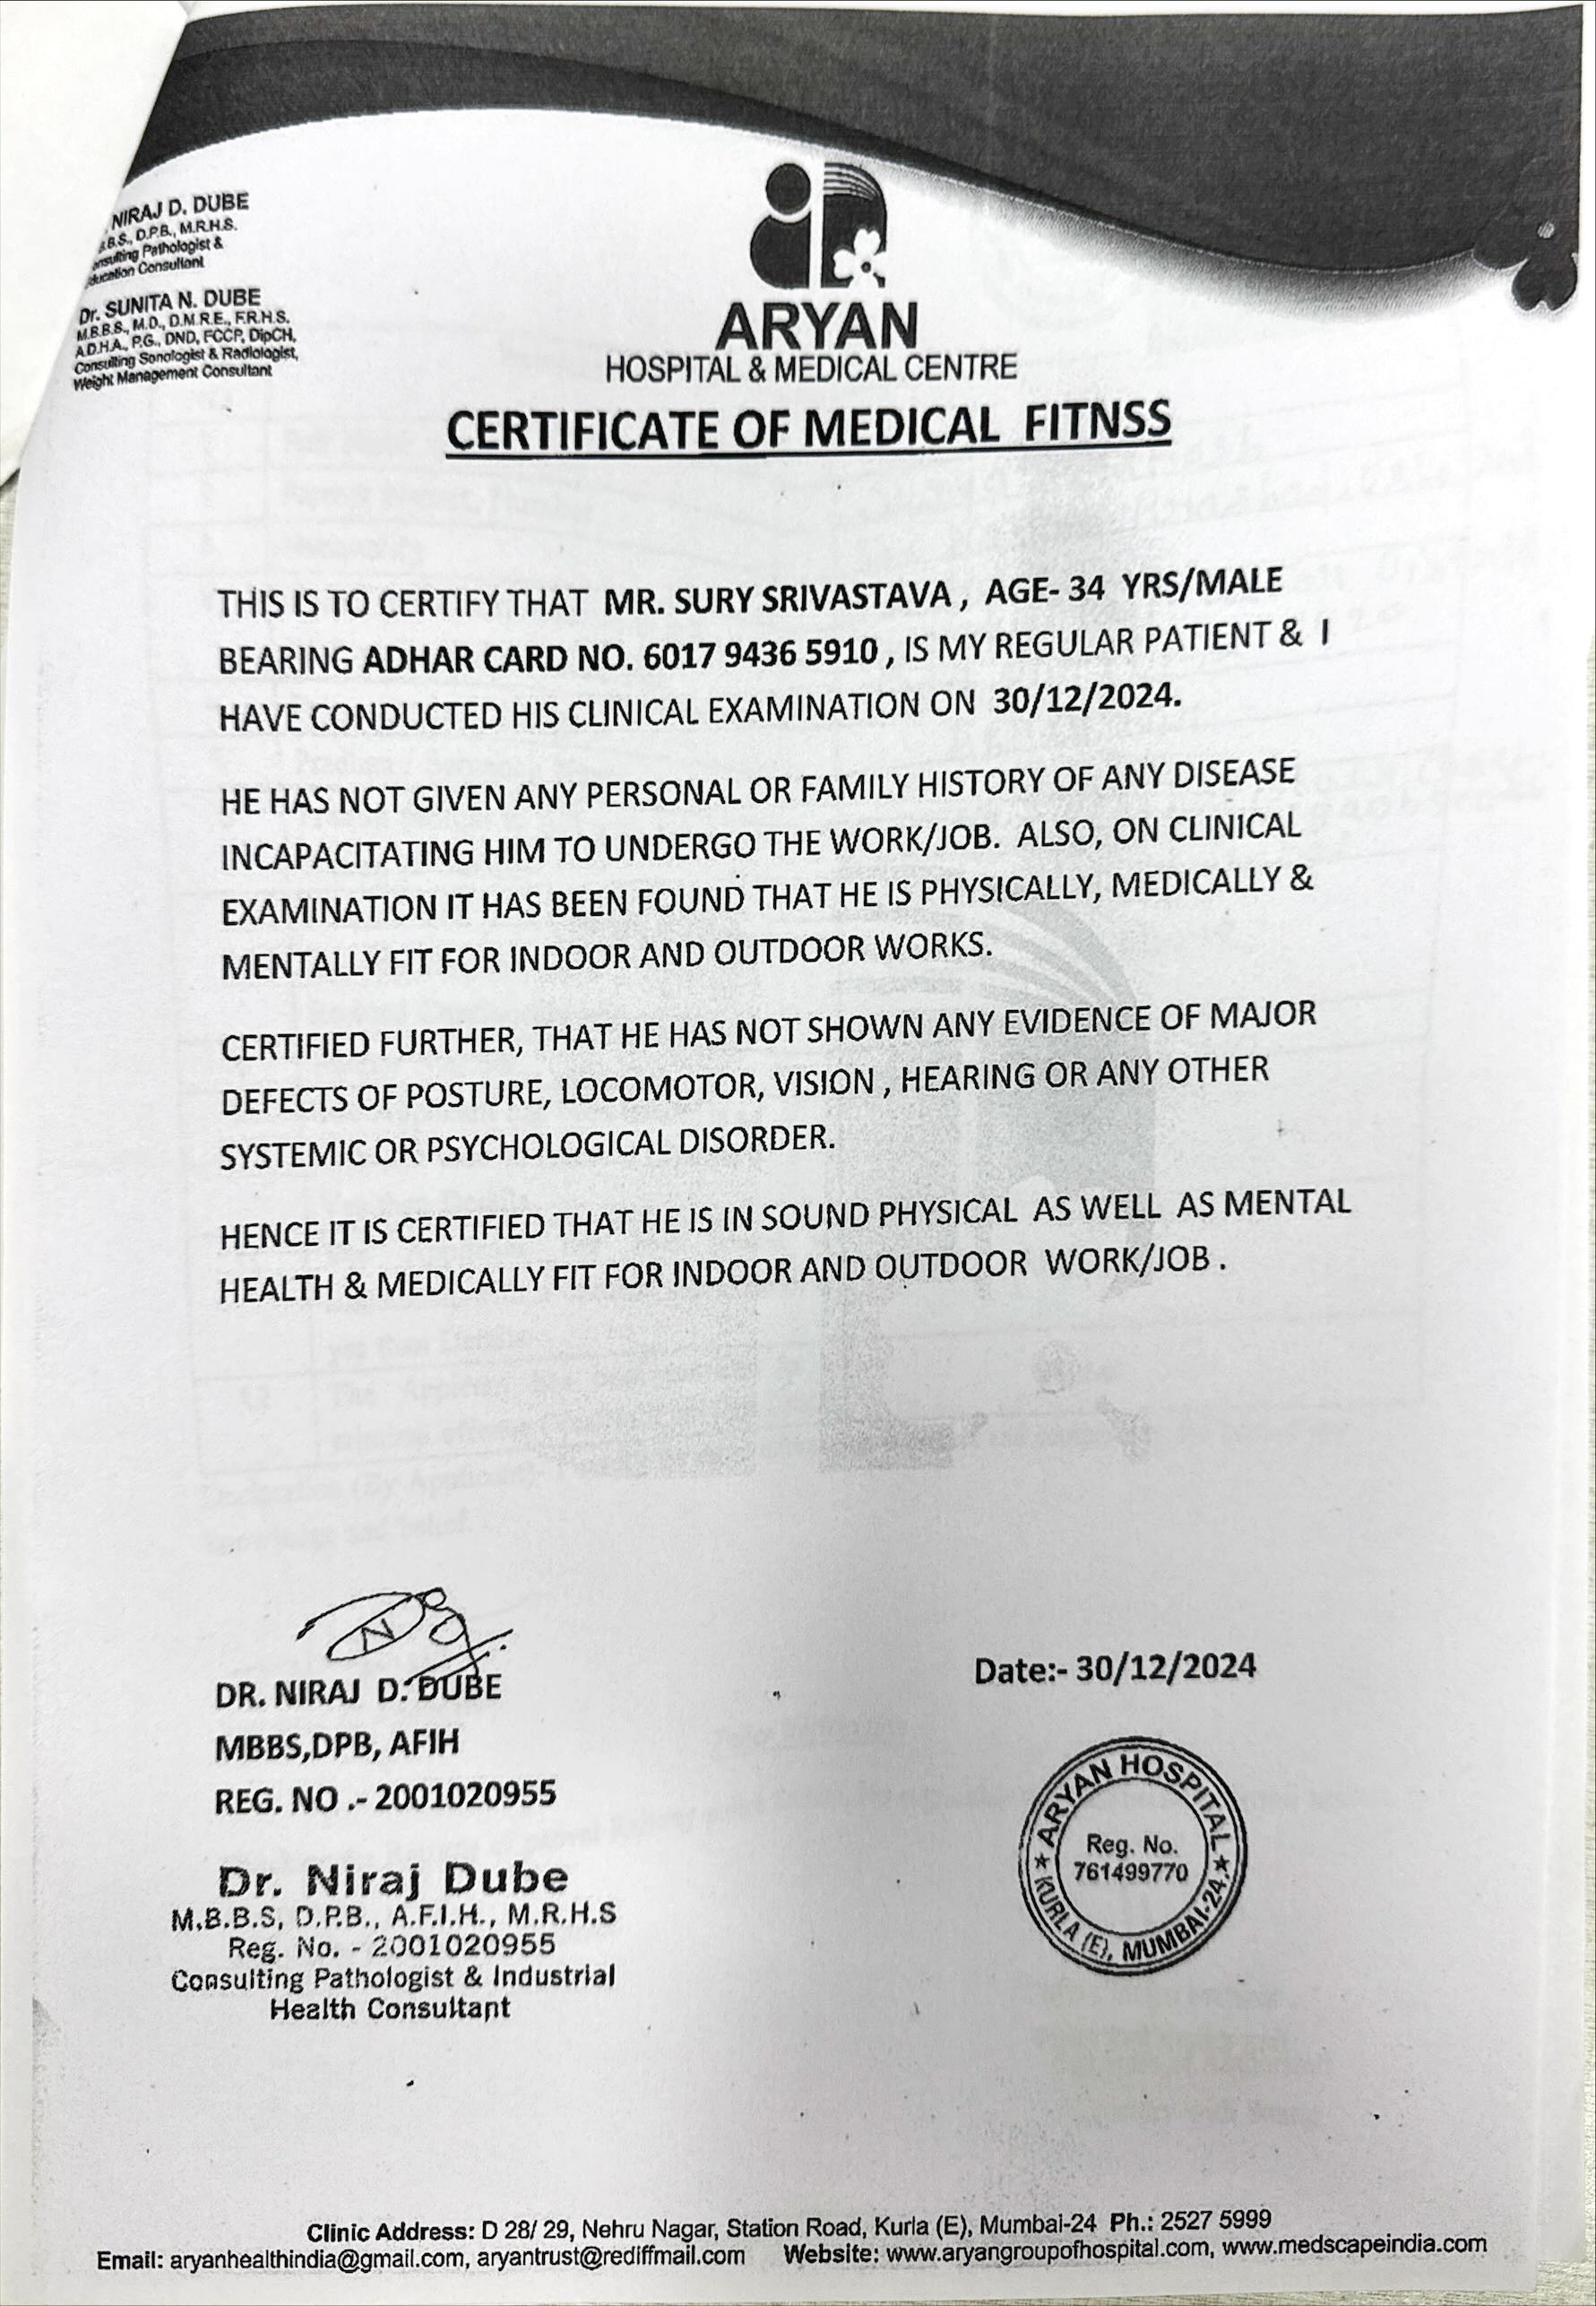 NIRAJ D. DUBE
.B.S., D.P.B., M.R.H.S.
onsulting Pathologist &
ducation Consultant
Dr. SUNITA N. DUBE
M.B.B.S., M.D., D.M.R.E., F.R.H.S.
A.D.H.A., P.G., DND, FCCP, DipCH,
Consulting Sonologist & Radiologist,
Weight Management Consultant
ARYAN
HOSPITAL & MEDICAL CENTRE
CERTIFICATE OF MEDICAL FITNSS
THIS IS TO CERTIFY THAT MR. SURY SRIVASTAVA , AGE- 34 YRS/MALE
BEARING ADHAR CARD NO. 6017 9436 5910 , IS MY REGULAR PATIENT & I
HAVE CONDUCTED HIS CLINICAL EXAMINATION ON 30/12/2024.
HE HAS NOT GIVEN ANY PERSONAL OR FAMILY HISTORY OF ANY DISEASE
INCAPACITATING HIM TO UNDERGO THE WORK/JOB. ALSO, ON CLINICAL
EXAMINATION IT HAS BEEN FOUND THAT HE IS PHYSICALLY, MEDICALLY &
MENTALLY FIT FOR INDOOR AND OUTDOOR WORKS.
CERTIFIED FURTHER, THAT HE HAS NOT SHOWN ANY EVIDENCE OF MAJOR
DEFECTS OF POSTURE, LOCOMOTOR, VISION , HEARING OR ANY OTHER
SYSTEMIC OR PSYCHOLOGICAL DISORDER.
HENCE IT IS CERTIFIED THAT HE IS IN SOUND PHYSICAL AS WELL AS MENTAL
HEALTH & MEDICALLY FIT FOR INDOOR AND OUTDOOR WORK/JOB .
DR. NIRAJ D. DUBE
MBBS,DPB, AFIH
REG. NO .- 2001020955
Date:- 30/12/2024
Dr. Niraj Dube
M.B.B.S, D.P.B., A.F.I.H., M.R.H.S
Reg. No. - 2001020955
Consulting Pathologist & Industrial
Health Consultant
ARYAN HOSPITAL
Reg. No.
761499770
KURLA (E), MUMBAI-24.
Clinic Address: D 28/ 29, Nehru Nagar, Station Road, Kurla (E), Mumbai-24 Ph.: 2527 5999
Email: aryanhealthindia@gmail.com, aryantrust@rediffmail.com Website: www.aryangroupofhospital.com, www.medscapeindia.com